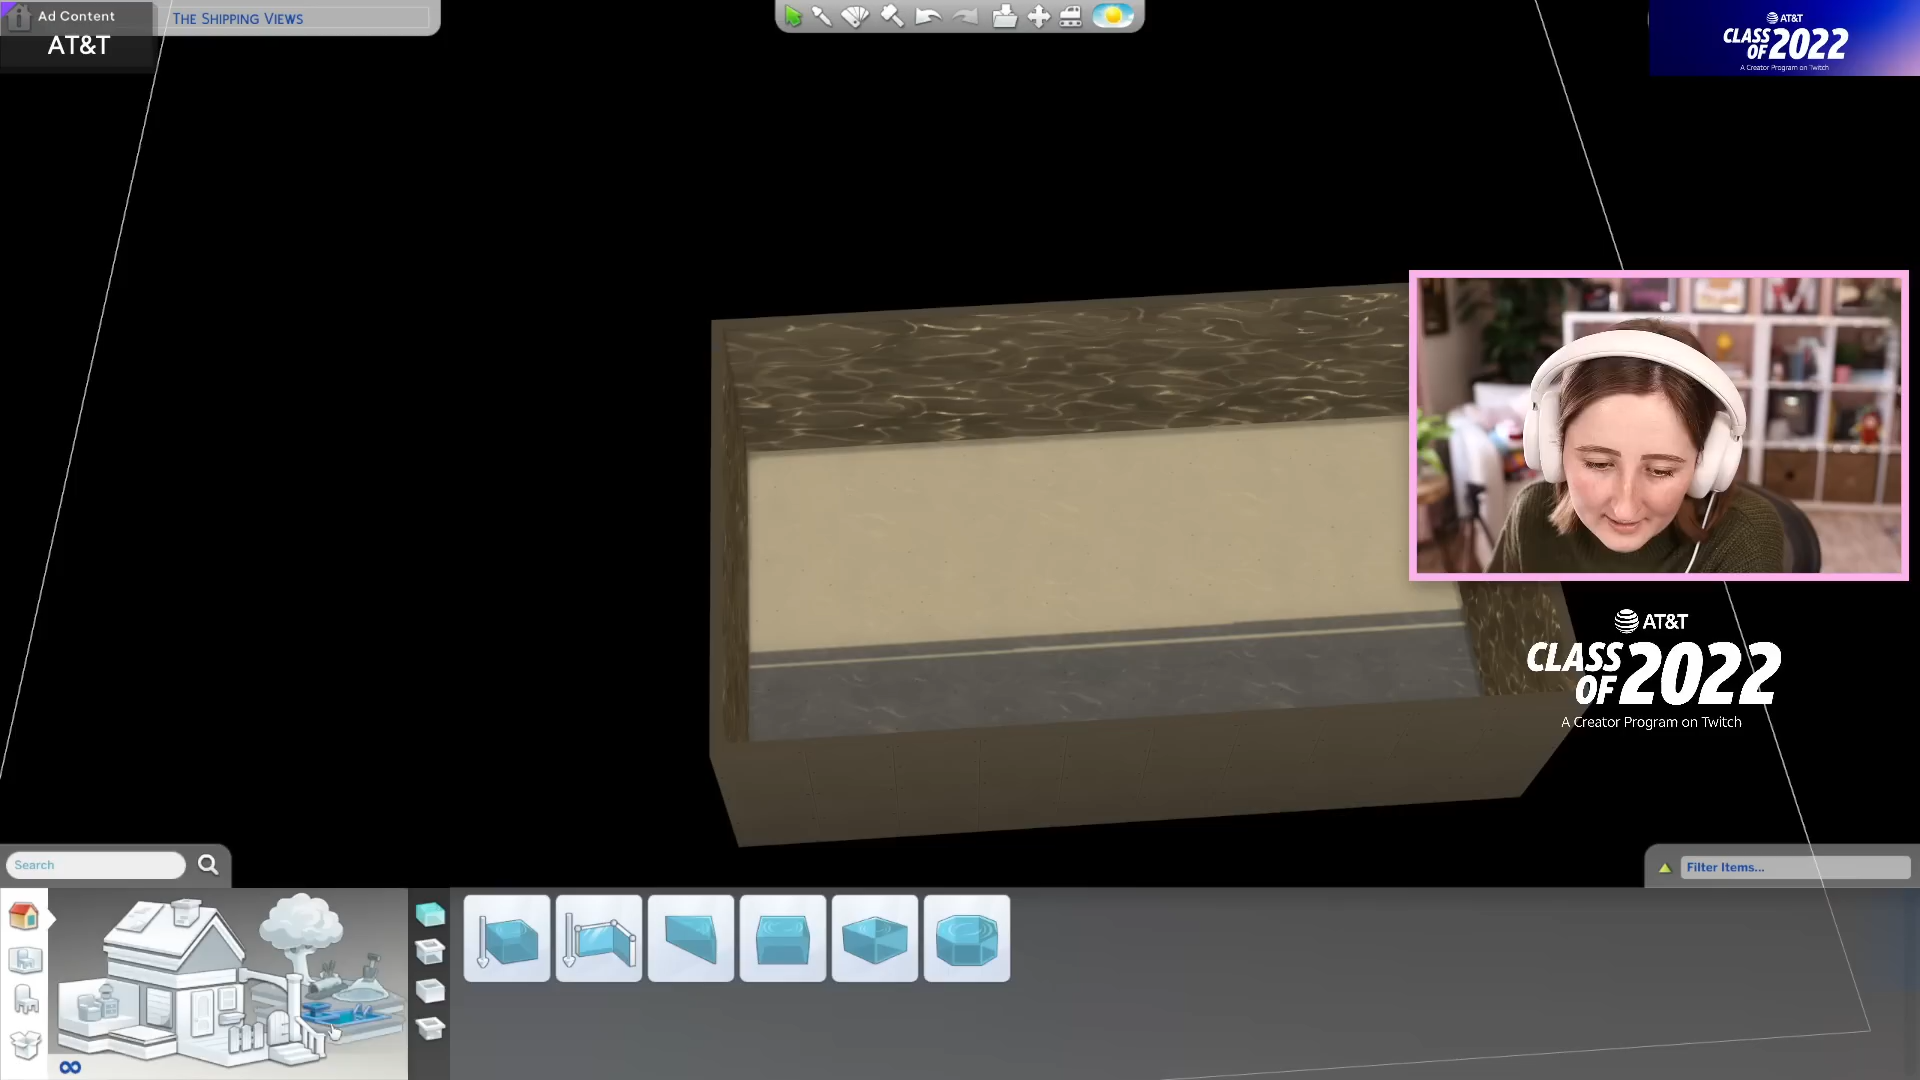 Ad Content
AT&T
THE SHIPPING VIEWS
AT&T
CLASS
OF 2022
A Creator Program on Twitch
AT&T
CLASS
OF 2022
A Creator Program on Twitch
Search
Filter Items...